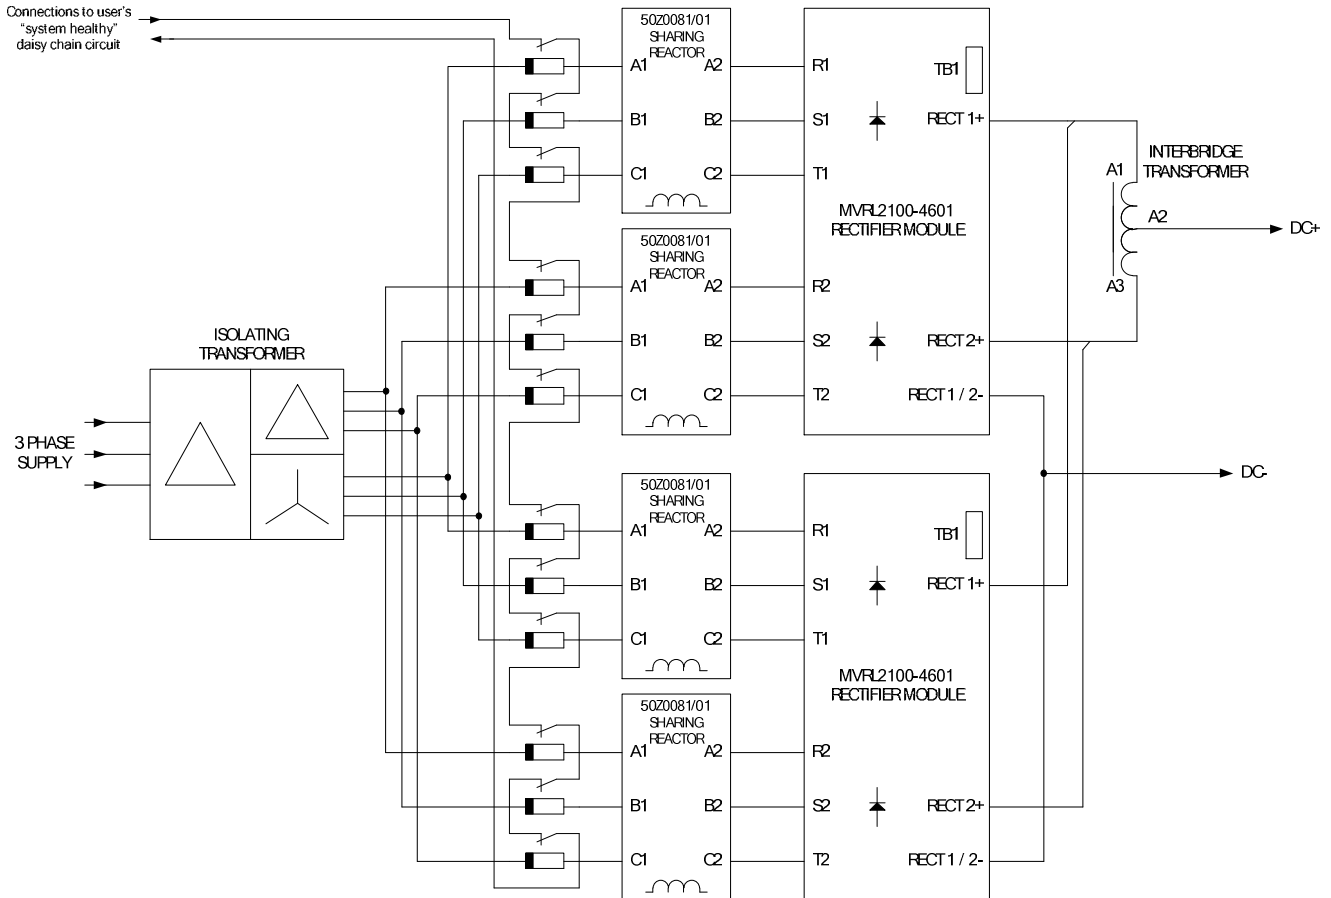 Connections to user's
"system healthy"
daisy chain circuit
50Z0081/01
SHARING
REACTOR
A1 A2
B1 B2
C1 C2
R1
S1
T1
TB1
RECT 1+
MVRL2100-4601
RECTIFIER MODULE
INTERBRIDGE
TRANSFORMER
A1
A2
A3
DC+
50Z0081/01
SHARING
REACTOR
A1 A2
B1 B2
C1 C2
R2
S2
T2
RECT 2+
RECT 1 / 2-
ISOLATING
TRANSFORMER
3 PHASE
SUPPLY
DC-
50Z0081/01
SHARING
REACTOR
A1 A2
B1 B2
C1 C2
R1
S1
T1
TB1
RECT 1+
MVRL2100-4601
RECTIFIER MODULE
50Z0081/01
SHARING
REACTOR
A1 A2
B1 B2
C1 C2
R2
S2
T2
RECT 2+
RECT 1 / 2-